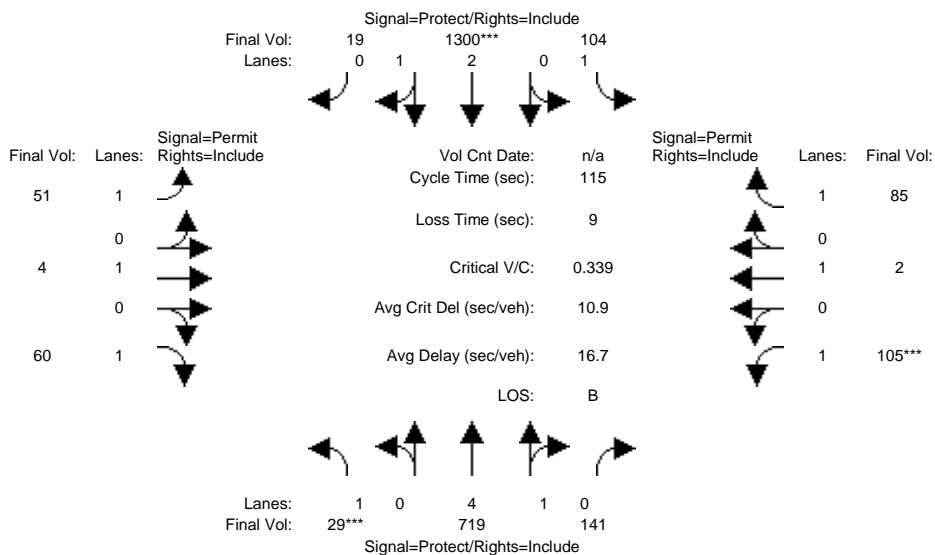 Signal=Protect/Rights=Include
Final Vol: 19 1300*** 104
Lanes: 0 1 2 0 1
Signal=Permit Signal=Permit
Final Vol: Lanes: Rights=Include Vol Cnt Date: n/a Rights=Include Lanes: Final Vol:
Cycle Time (sec): 115
51 1 1 85
Loss Time (sec): 9
0 0
4 1 Critical V/C: 0.339 1 2
0 Avg Crit Del (sec/veh): 10.9 0
60 1 Avg Delay (sec/veh): 16.7 1 105***
LOS: B
Lanes: 1 0 4 1 0
Final Vol: 29*** 719 141
Signal=Protect/Rights=Include